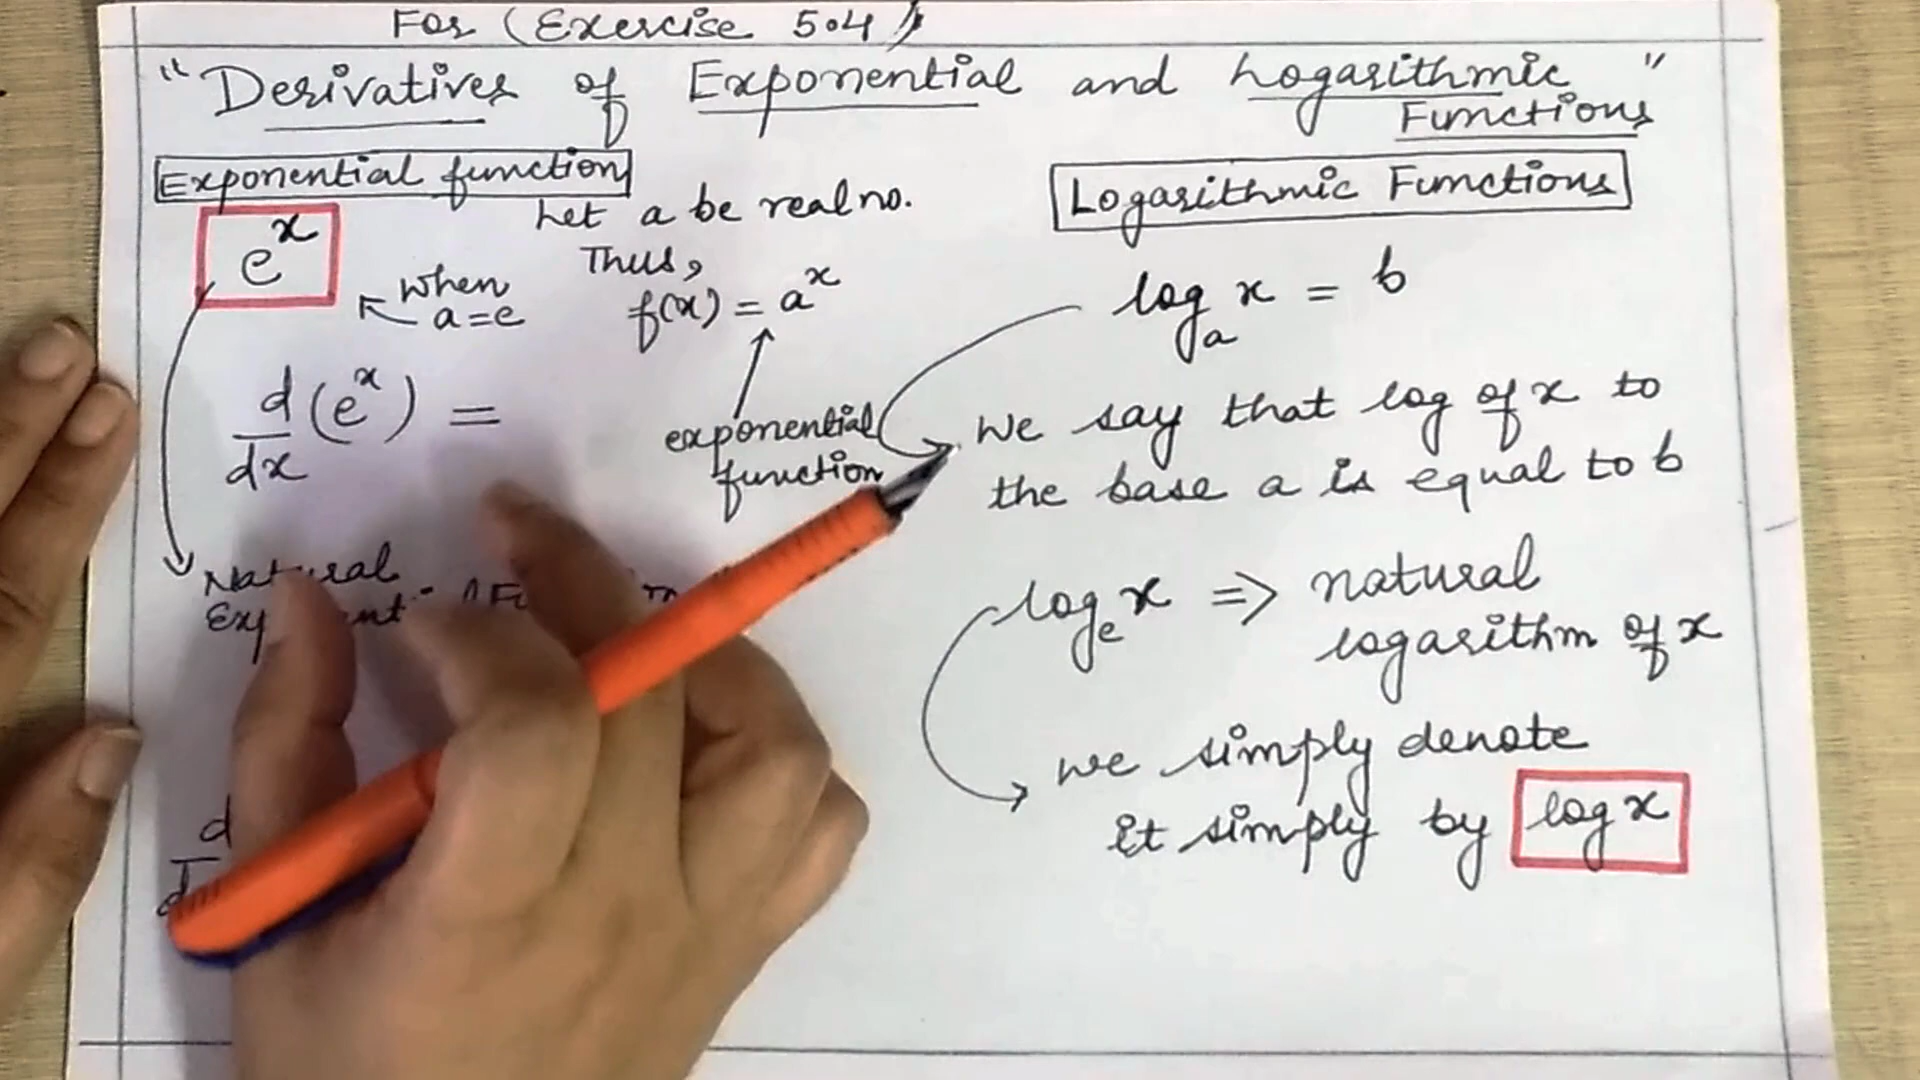 For (Exercise 5.4)
"Derivatives of Exponential and Logarithmic
Functions"
Exponential function
e^x
when
a=e
Let a be real no.
Thus,
f(x) = a^x
exponential
function
d/dx (e^x) =
Natural
d
Logarithmic Functions
log_a x = b
We say that log of x to
the base a is equal to b
log_e x => natural
logarithm of x
we simply denote
it simply by log x